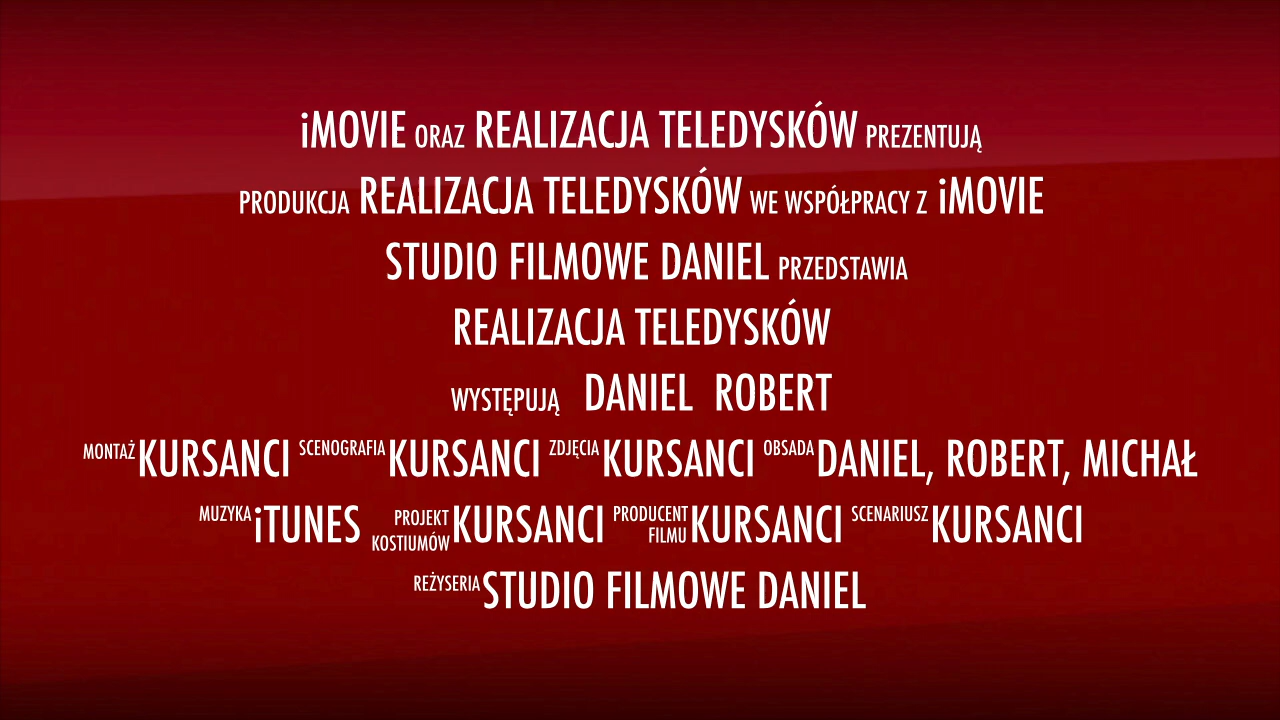 iMOVIE ORAZ REALIZACJA TELEDYSKÓW PREZENTUJĄ
PRODUKCJA REALIZACJA TELEDYSKÓW WE WSPÓŁPRACY Z iMOVIE
STUDIO FILMOWE DANIEL PRZEDSTAWIA
REALIZACJA TELEDYSKÓW
WYSTĘPUJĄ DANIEL ROBERT
MONTAŻ KURSANCI SCENOGRAFIA KURSANCI ZDJĘCIA KURSANCI OBSADA DANIEL, ROBERT, MICHAŁ
MUZYKA iTUNES PROJEKT KOSTIUMÓW KURSANCI PRODUCENT FILMU KURSANCI SCENARIUSZ KURSANCI
REŻYSERIA STUDIO FILMOWE DANIEL